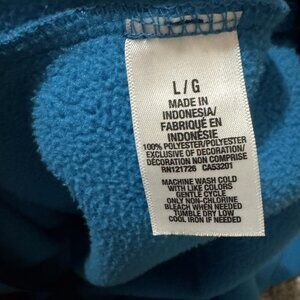 L/G
MADE IN
INDONESIA/
FABRIQUÉ EN
INDONÉSIE
100% POLYESTER/POLYESTER
EXCLUSIVE OF DECORATION/
DÉCORATION NON COMPRISE
RN121726 CA53201
MACHINE WASH COLD
WITH LIKE COLORS
GENTLE CYCLE
ONLY NON-CHLORINE
BLEACH WHEN NEEDED
TUMBLE DRY LOW
COOL IRON IF NEEDED